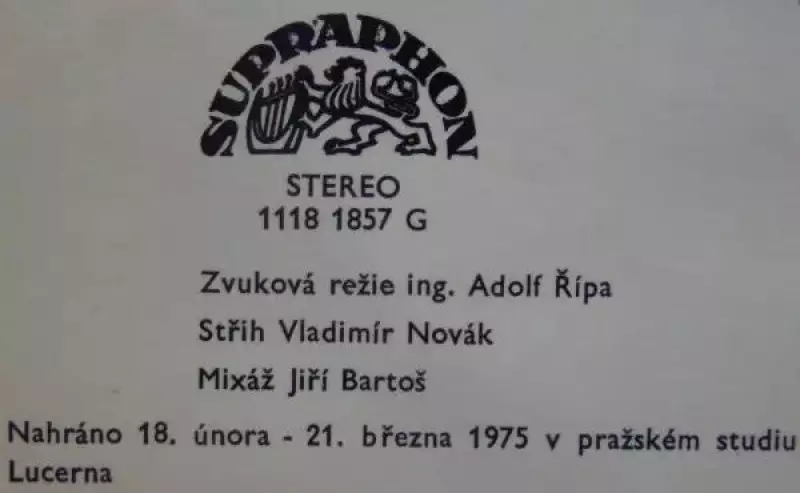 SUPRAPHON
STEREO
1118 1857 G
Zvuková režie ing. Adolf Řípa
Střih Vladimír Novák
Mixáž Jiří Bartoš
Nahráno 18. února - 21. března 1975 v pražském studiu
Lucerna